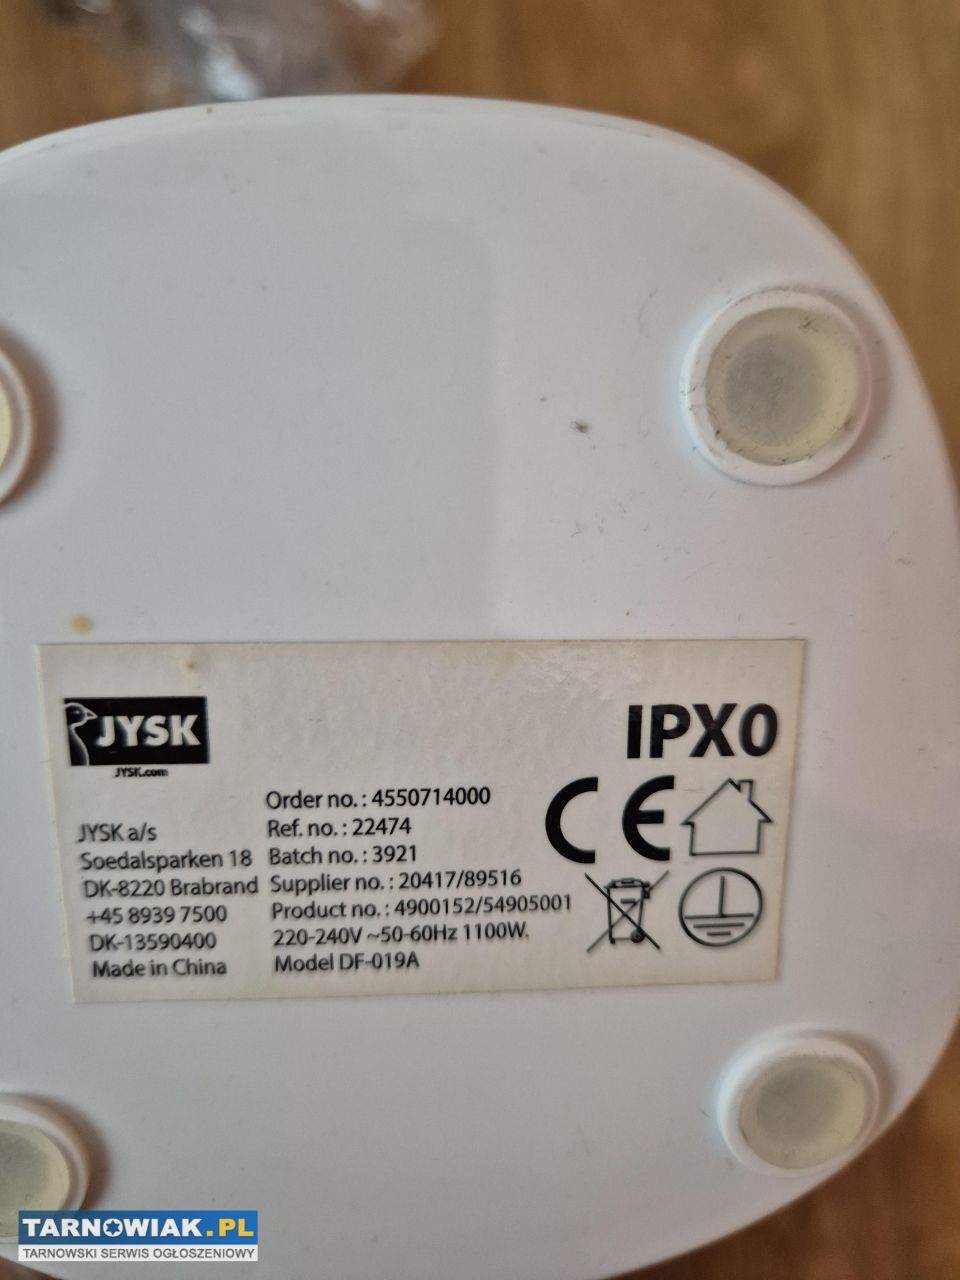 JYSK
JYSK.com
JYSK a/s
Soedalsparken 18
DK-8220 Brabrand
+45 8939 7500
DK-13590400
Made in China
Order no.: 4550714000
Ref. no.: 22474
Batch no.: 3921
Supplier no.: 20417/89516
Product no.: 4900152/54905001
220-240V ~50-60Hz 1100W.
Model DF-019A
IPX0
CE
TARNOWIAK.PL
TARNOWSKI SERWIS OGŁOSZENIOWY